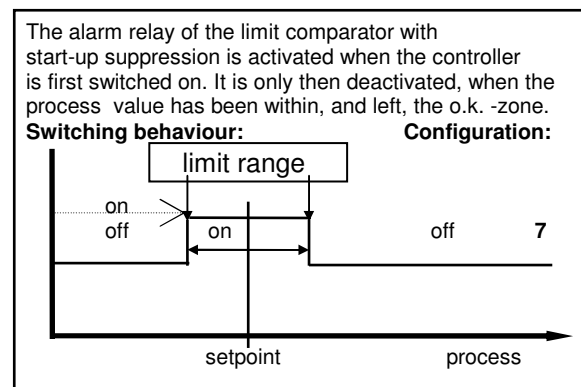 The alarm relay of the limit comparator with
start-up suppression is activated when the controller
is first switched on. It is only then deactivated, when the
process value has been within, and left, the o.k. -zone.
Switching behaviour: Configuration:
limit range
on
off on off 7
setpoint process